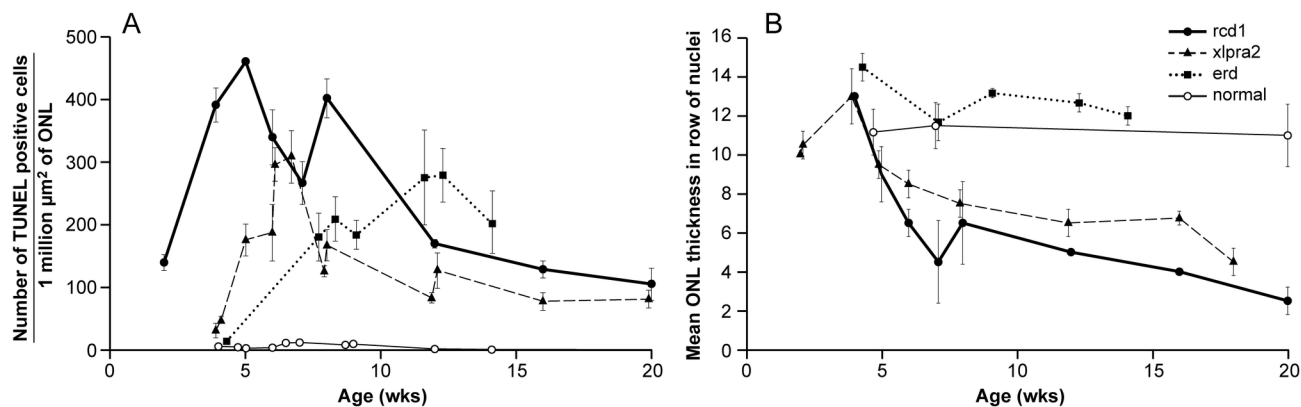 A
Number of TUNEL positive cells
1 million µm² of ONL
500
400
300
200
100
0
0
5
10
15
20
Age (wks)
B
Mean ONL thickness in row of nuclei
16
14
12
10
8
6
4
2
0
0
5
10
15
20
Age (wks)
rcd1
xlpra2
erd
normal